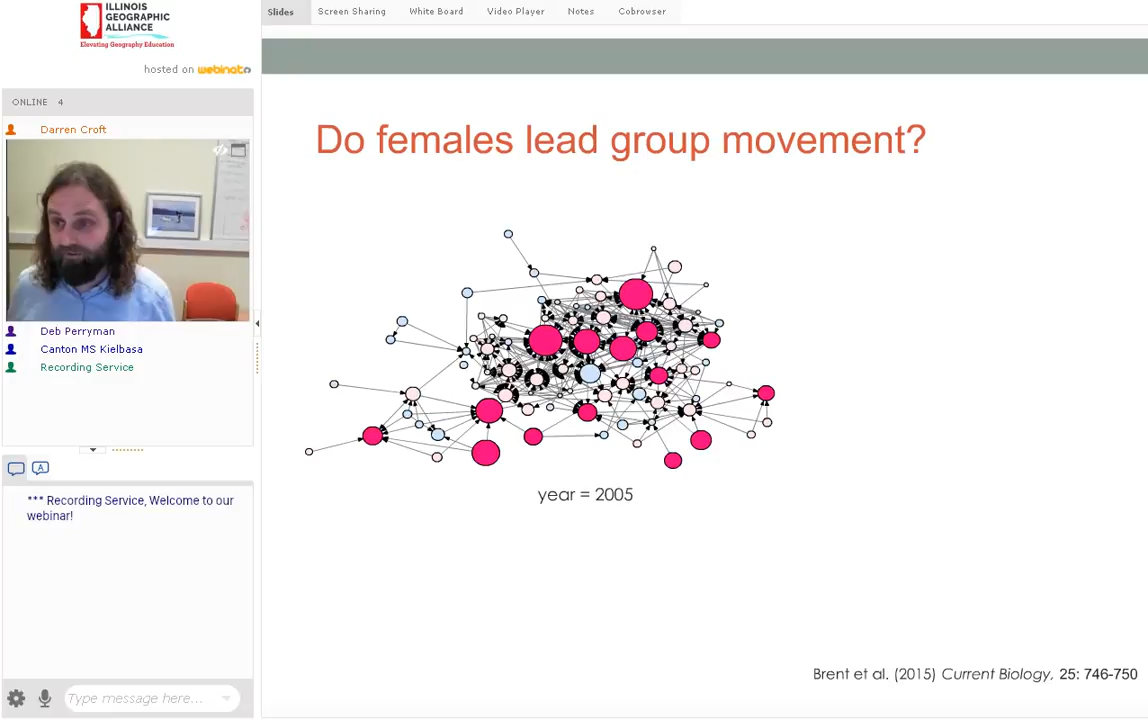 ILLINOIS
GEOGRAPHIC
ALLIANCE
Elevating Geography Education
hosted on webinato
ONLINE 4
Darren Croft
Deb Perryman
Canton MS Kielbasa
Recording Service
*** Recording Service, Welcome to our
webinar!
Type message here...
Slides Screen Sharing White Board Video Player Notes Cobrowser
Do females lead group movement?
year = 2005
Brent et al. (2015) Current Biology, 25: 746-750